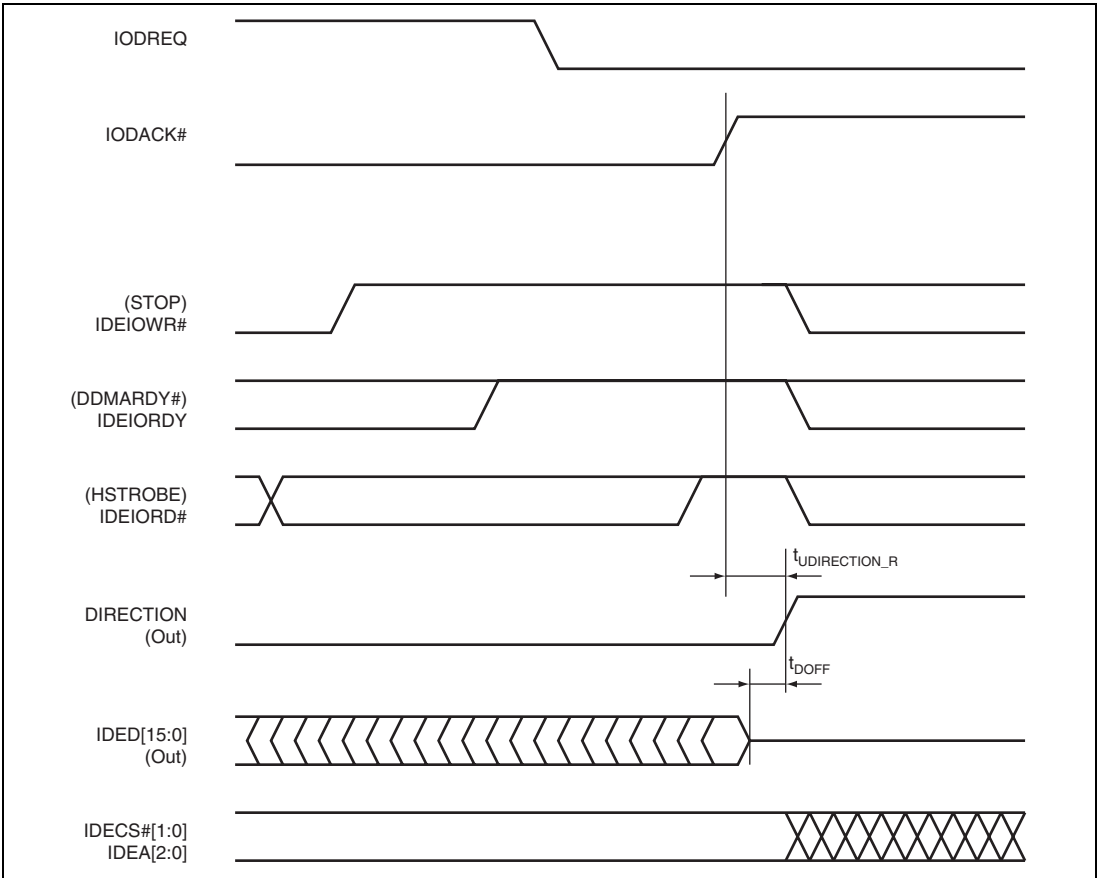 IODREQ
IODACK#
(STOP)
IDEIOWR#
(DDMARDY#)
IDEIORDY
(HSTROBE)
IDEIORD#
tUDIRECTION_R
DIRECTION
(Out)
tDOFF
IDED[15:0]
(Out)
IDECS#[1:0]
IDEA[2:0]